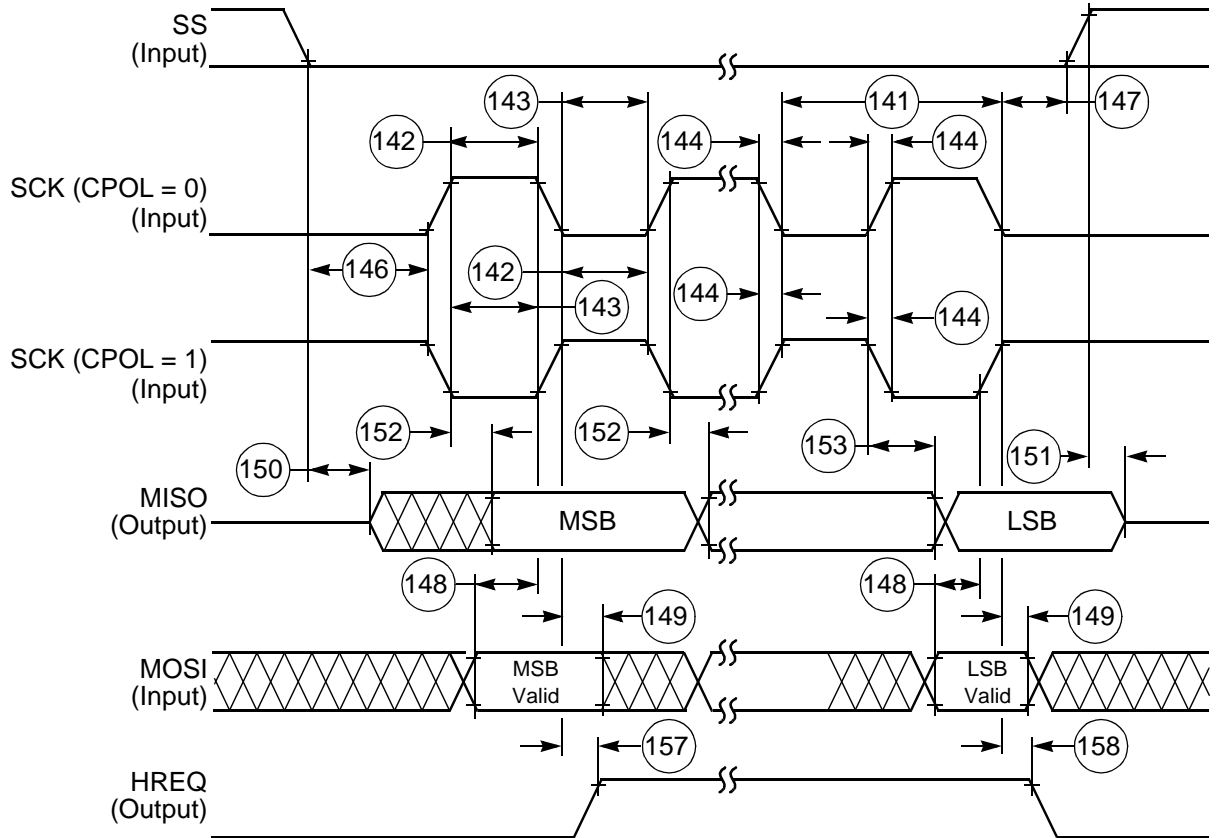 SS
(Input)
143
141
147
142
144
144
SCK (CPOL = 0)
(Input)
146
142
144
143
144
SCK (CPOL = 1)
(Input)
152
152
153
151
150
MISO
(Output)
MSB
LSB
148
148
149
149
MOSI
(Input)
MSB
Valid
LSB
Valid
157
158
HREQ
(Output)